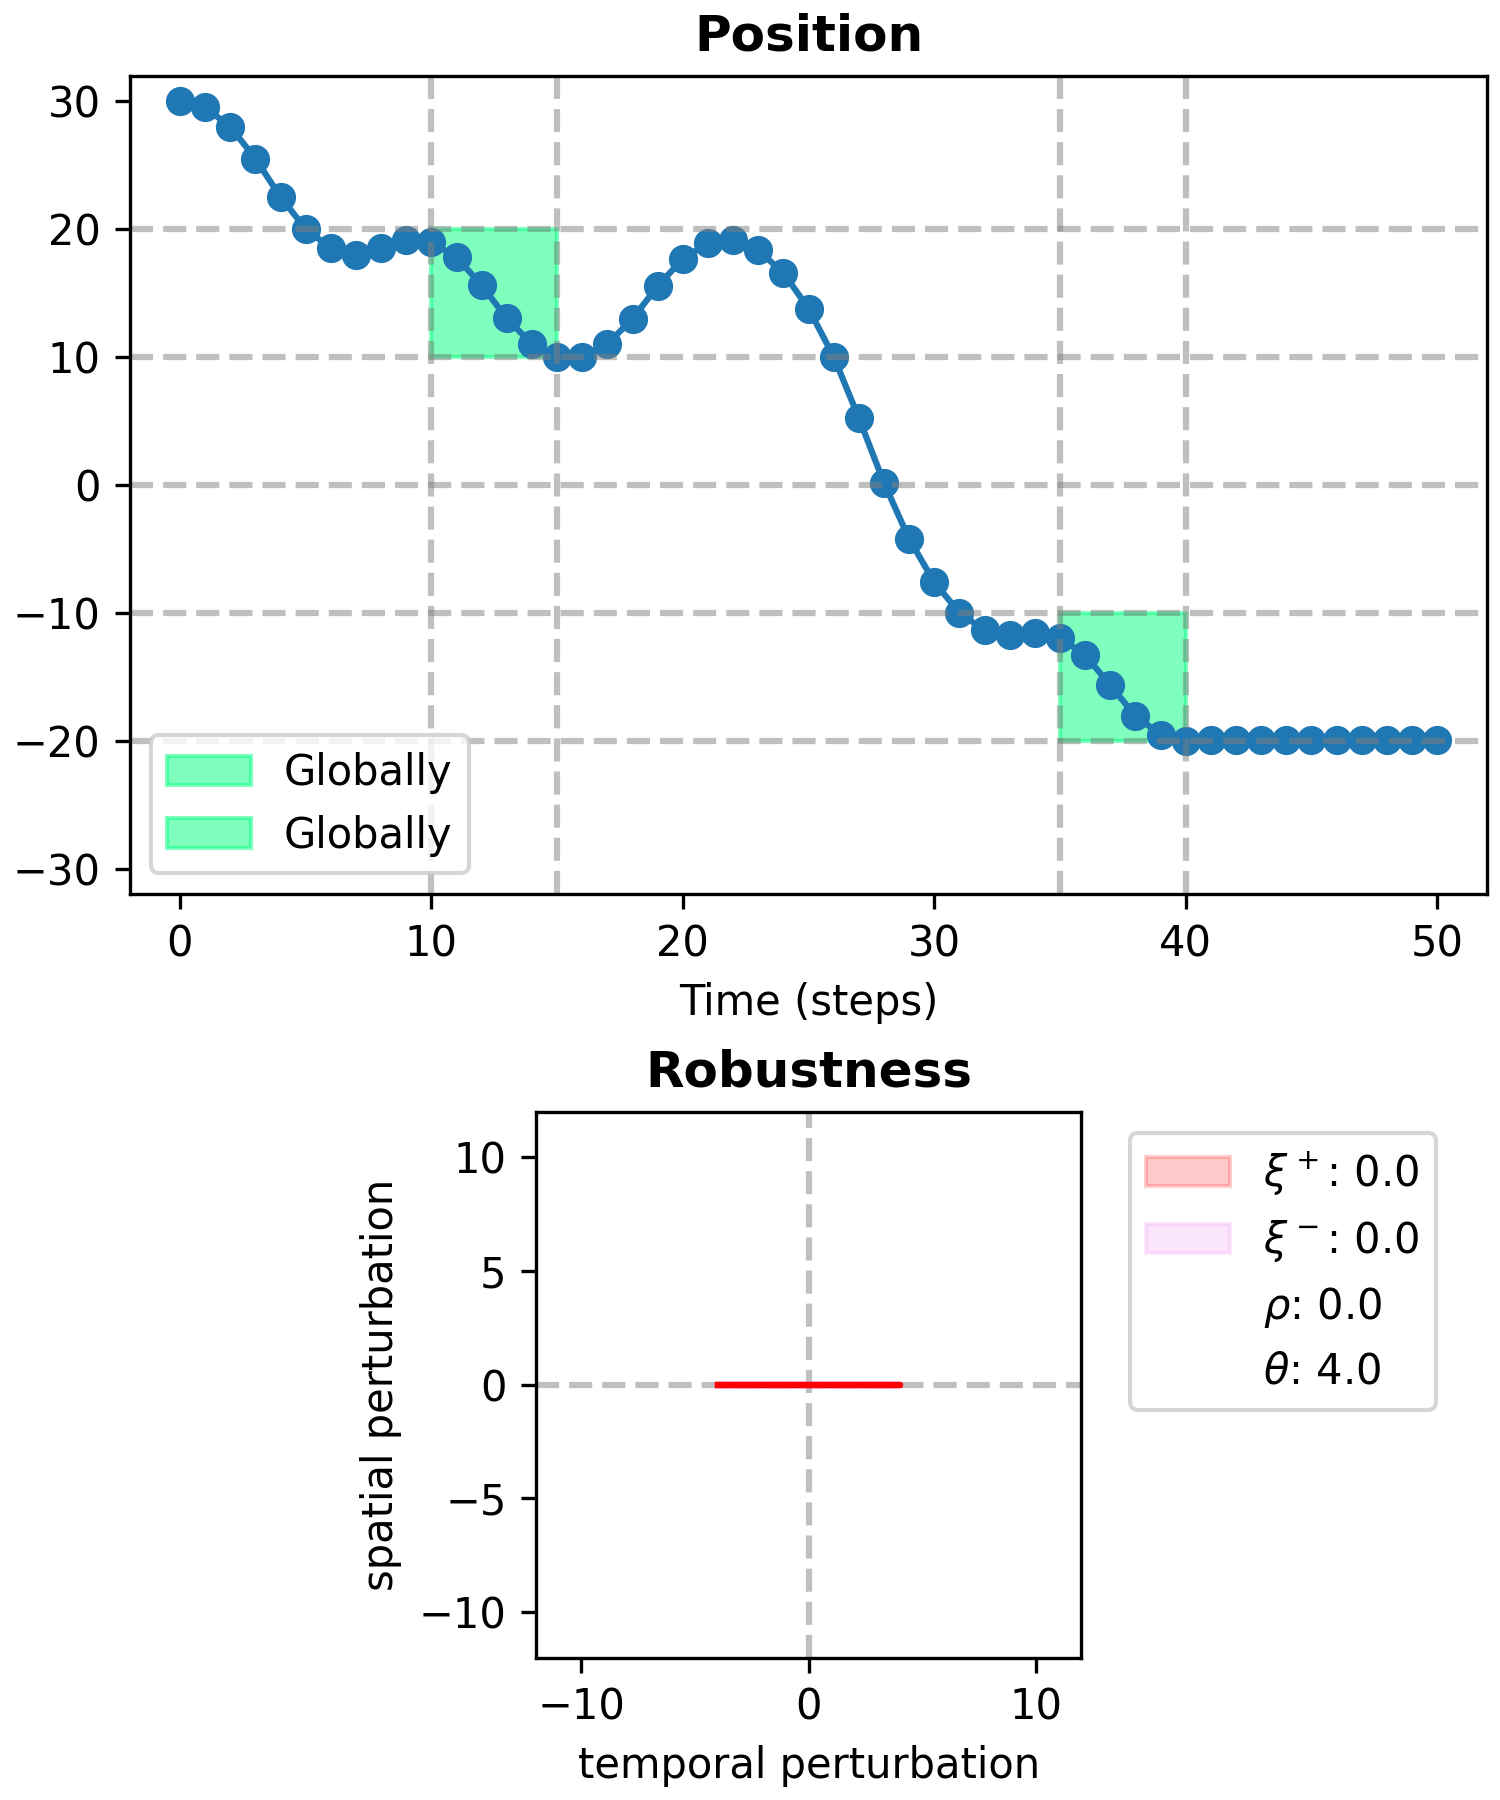 Position
30
20
10
0
−10
−20
−30
Globally
Globally
0 10 20 30 40 50
Time (steps)
Robustness
10
5
0
−5
−10
spatial perturbation
−10 0 10
temporal perturbation
ξ⁺: 0.0
ξ⁻: 0.0
ρ: 0.0
θ: 4.0